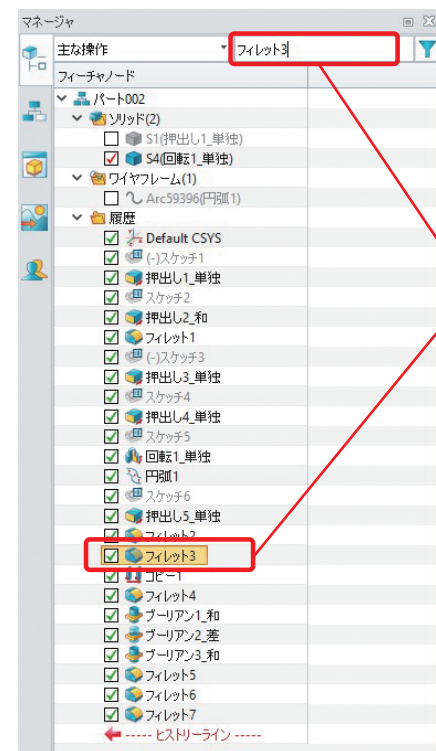 マネージャ
主な操作 フィレット3
フィーチャノード
パート002
ソリッド(2)
S1(押出し1_単独)
S4(回転1_単独)
ワイヤフレーム(1)
Arc59396(円弧1)
履歴
Default CSYS
(-)スケッチ1
押出し1_単独
スケッチ2
押出し2_和
フィレット1
(-)スケッチ3
押出し3_単独
スケッチ4
押出し4_単独
スケッチ5
回転1_単独
円弧1
スケッチ6
押出し5_単独
フィレット2
フィレット3
コピー1
フィレット4
ブーリアン1_和
ブーリアン2_差
ブーリアン3_和
フィレット5
フィレット6
フィレット7
----- ヒストリーライン -----